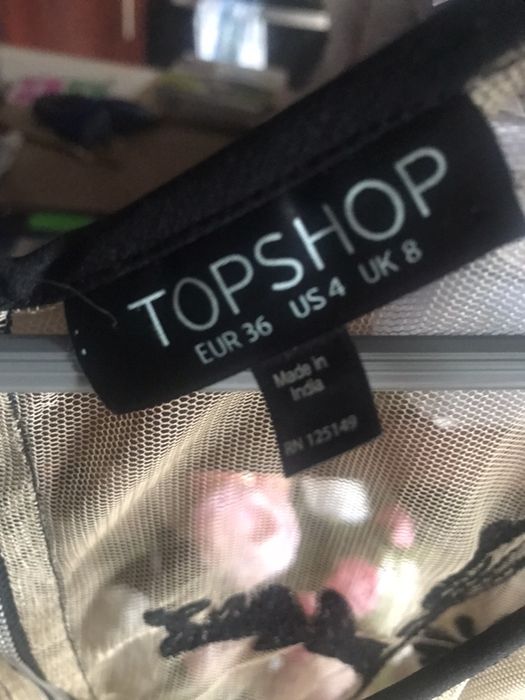 TOPSHOP
EUR 36 US 4 UK 8
Made in
India
RN 125149